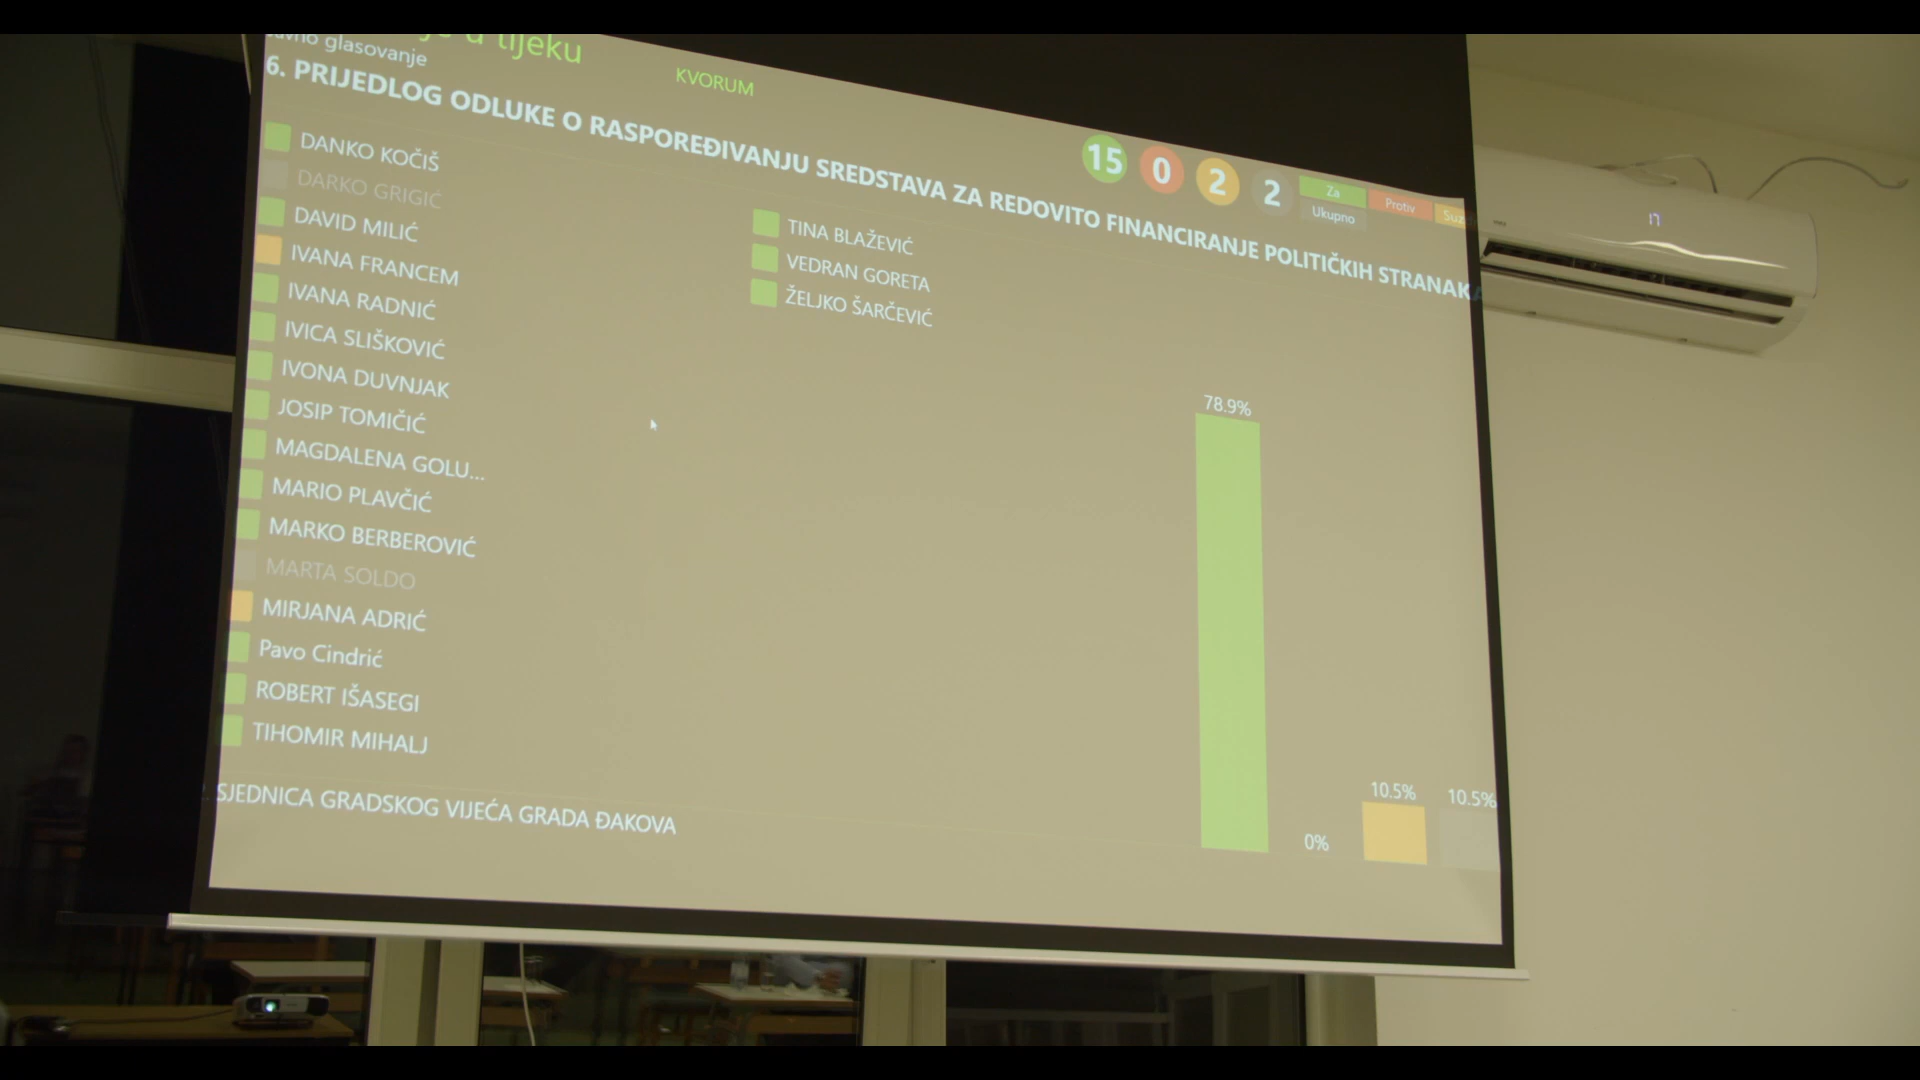 u tijeku
glasovanje
KVORUM
6. PRIJEDLOG ODLUKE O RASPOREĐIVANJU SREDSTAVA ZA REDOVITO FINANCIRANJE POLITIČKIH STRANAKA
15 0 2 2
Za
Protiv
Ukupno
DANKO KOČIŠ
DARKO GRIGIĆ
DAVID MILIĆ
IVANA FRANCEM
IVANA RADNIĆ
IVICA SLIŠKOVIĆ
IVONA DUVNJAK
JOSIP TOMIČIĆ
MAGDALENA GOLU...
MARIO PLAVČIĆ
MARKO BERBEROVIĆ
MARTA SOLDO
MIRJANA ADRIĆ
Pavo Cindrić
ROBERT IŠASEGI
TIHOMIR MIHALJ
TINA BLAŽEVIĆ
VEDRAN GORETA
ŽELJKO ŠARČEVIĆ
78.9%
0%
10.5%
10.5%
SJEDNICA GRADSKOG VIJEĆA GRADA ĐAKOVA
17